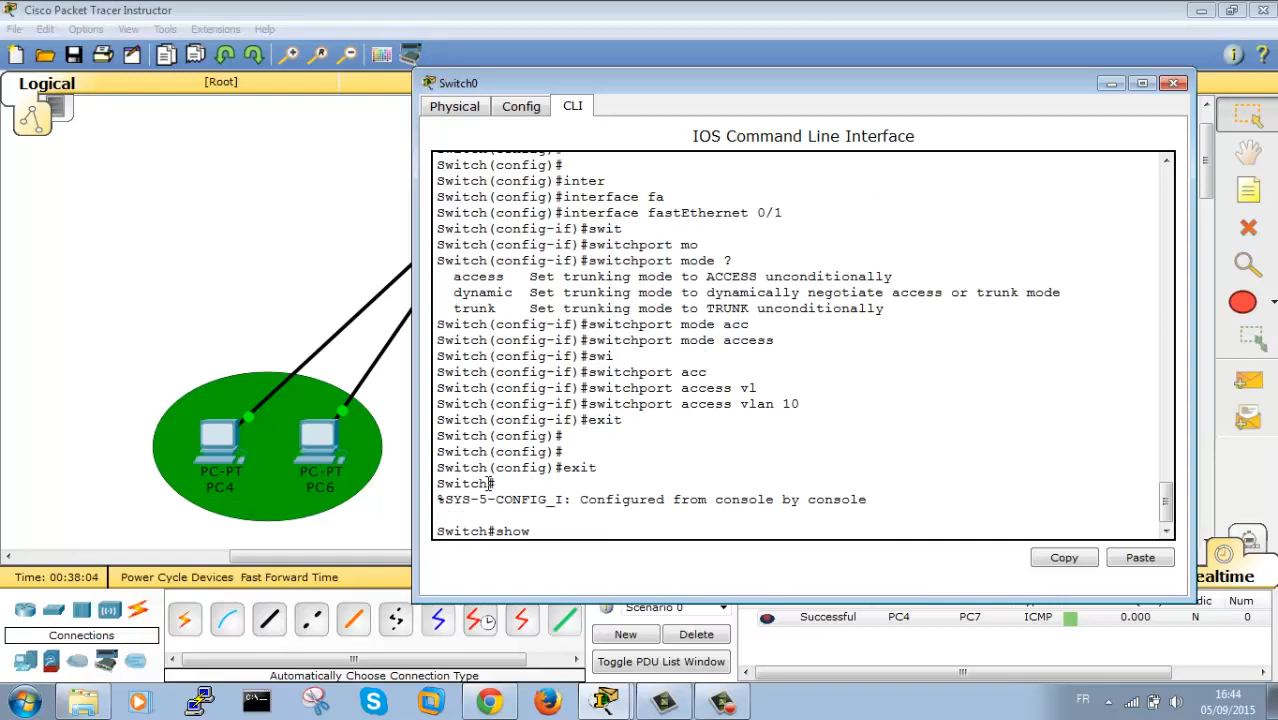 Cisco Packet Tracer Instructor
File Edit Options View Tools Extensions Help
Logical
[Root]
Switch0
Physical Config CLI
IOS Command Line Interface
Switch(config)#
Switch(config)#inter
Switch(config)#interface fa
Switch(config)#interface fastEthernet 0/1
Switch(config-if)#swit
Switch(config-if)#switchport mo
Switch(config-if)#switchport mode ?
access Set trunking mode to ACCESS unconditionally
dynamic Set trunking mode to dynamically negotiate access or trunk mode
trunk Set trunking mode to TRUNK unconditionally
Switch(config-if)#switchport mode acc
Switch(config-if)#switchport mode access
Switch(config-if)#swi
Switch(config-if)#switchport acc
Switch(config-if)#switchport access vl
Switch(config-if)#switchport access vlan 10
Switch(config-if)#exit
Switch(config)#
Switch(config)#
Switch(config)#exit
Switch#
%SYS-5-CONFIG_I: Configured from console by console
Switch#show
Copy Paste
PC-PT
PC4
PC-PT
PC6
Time: 00:38:04 Power Cycle Devices Fast Forward Time
ealtime
Connections
Automatically Choose Connection Type
Scenario 0
New Delete
Toggle PDU List Window
dic Num
Successful PC4 PC7 ICMP 0.000 N 0
FR
16:44
05/09/2015